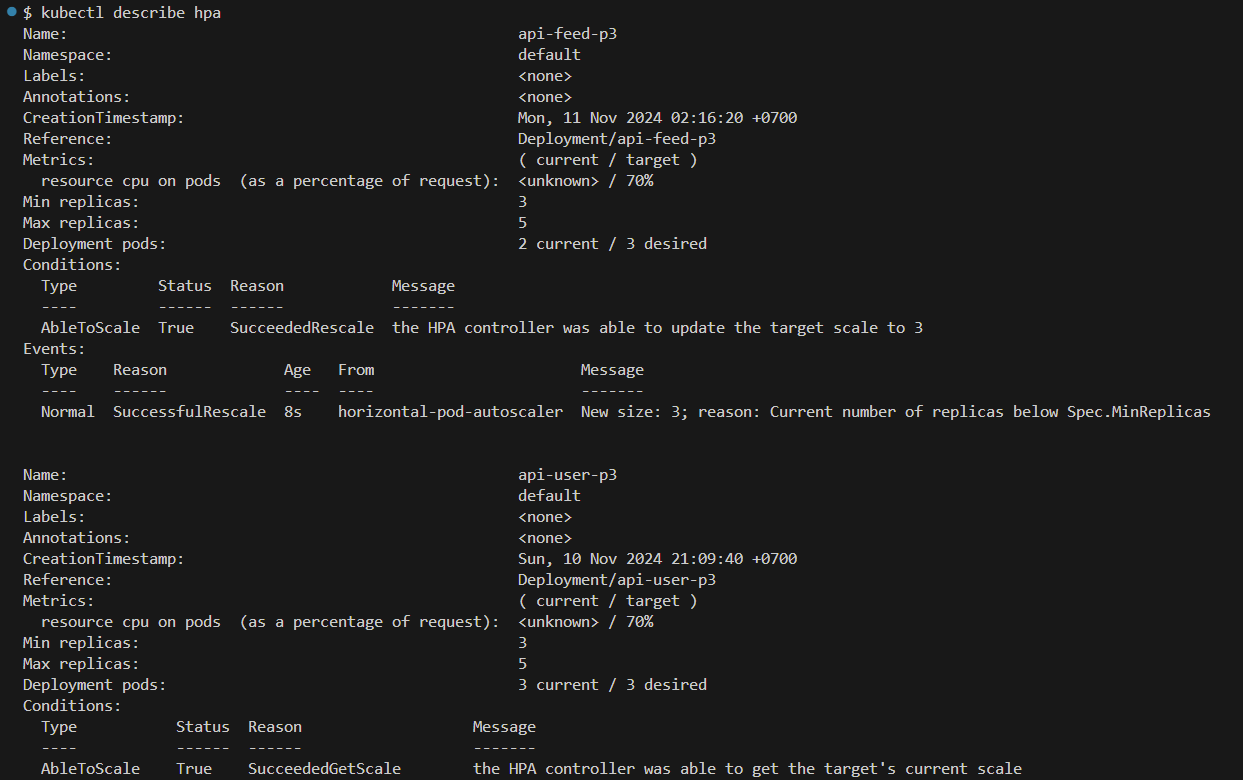 $ kubectl describe hpa
Name: api-feed-p3
Namespace: default
Labels: <none>
Annotations: <none>
CreationTimestamp: Mon, 11 Nov 2024 02:16:20 +0700
Reference: Deployment/api-feed-p3
Metrics: ( current / target )
resource cpu on pods (as a percentage of request): <unknown> / 70%
Min replicas: 3
Max replicas: 5
Deployment pods: 2 current / 3 desired
Conditions:
Type Status Reason Message
---- ------ ------ -------
AbleToScale True SucceededRescale the HPA controller was able to update the target scale to 3
Events:
Type Reason Age From Message
---- ------ ---- ---- -------
Normal SuccessfulRescale 8s horizontal-pod-autoscaler New size: 3; reason: Current number of replicas below Spec.MinReplicas
Name: api-user-p3
Namespace: default
Labels: <none>
Annotations: <none>
CreationTimestamp: Sun, 10 Nov 2024 21:09:40 +0700
Reference: Deployment/api-user-p3
Metrics: ( current / target )
resource cpu on pods (as a percentage of request): <unknown> / 70%
Min replicas: 3
Max replicas: 5
Deployment pods: 3 current / 3 desired
Conditions:
Type Status Reason Message
---- ------ ------ -------
AbleToScale True SucceededGetScale the HPA controller was able to get the target's current scale